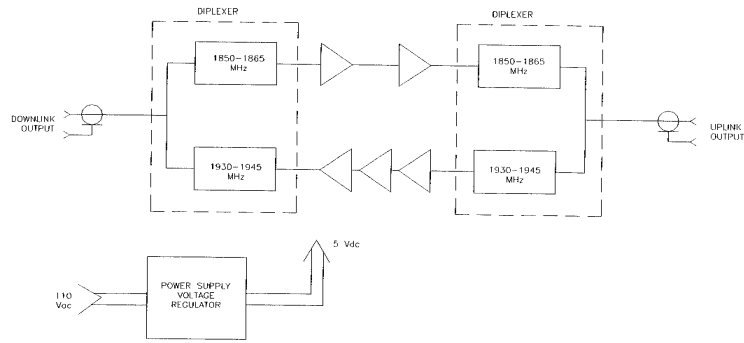 DIPLEXER
DIPLEXER
1850-1865
MHz
1850-1865
MHz
DOWNLINK
OUTPUT
UPLINK
OUTPUT
1930-1945
MHz
1930-1945
MHz
5 Vdc
110
Vac
POWER SUPPLY
VOLTAGE
REGULATOR